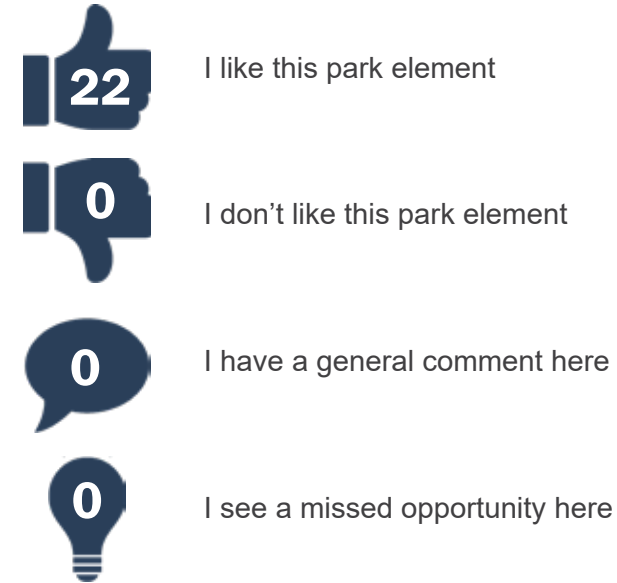 22
I like this park element
0
I don’t like this park element
0
I have a general comment here
0
I see a missed opportunity here